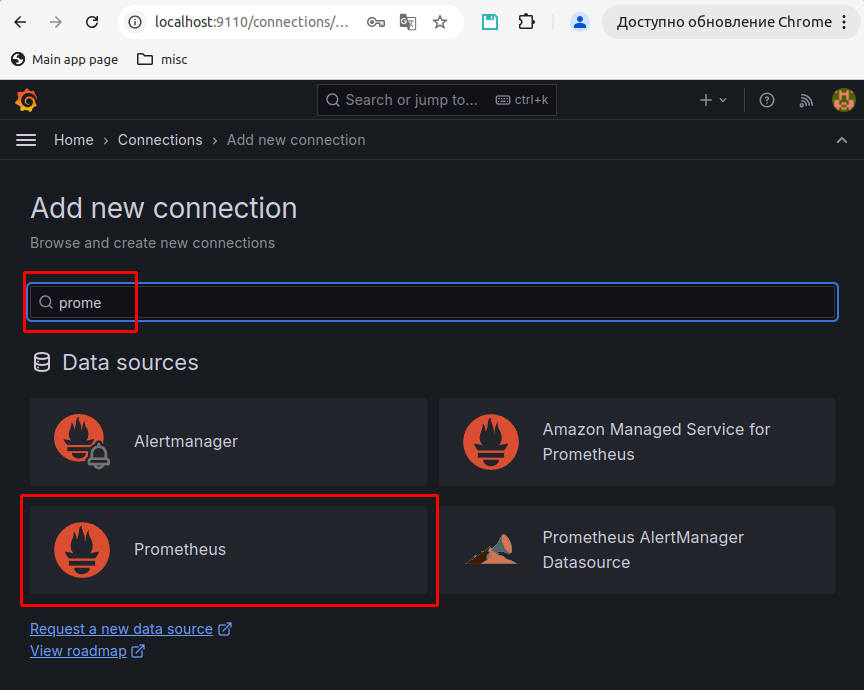 localhost:9110/connections/...
Доступно обновление Chrome
Main app page
misc
Search or jump to...
ctrl+k
Home › Connections › Add new connection
Add new connection
Browse and create new connections
prome
Data sources
Alertmanager
Amazon Managed Service for
Prometheus
Prometheus
Prometheus AlertManager
Datasource
Request a new data source
View roadmap